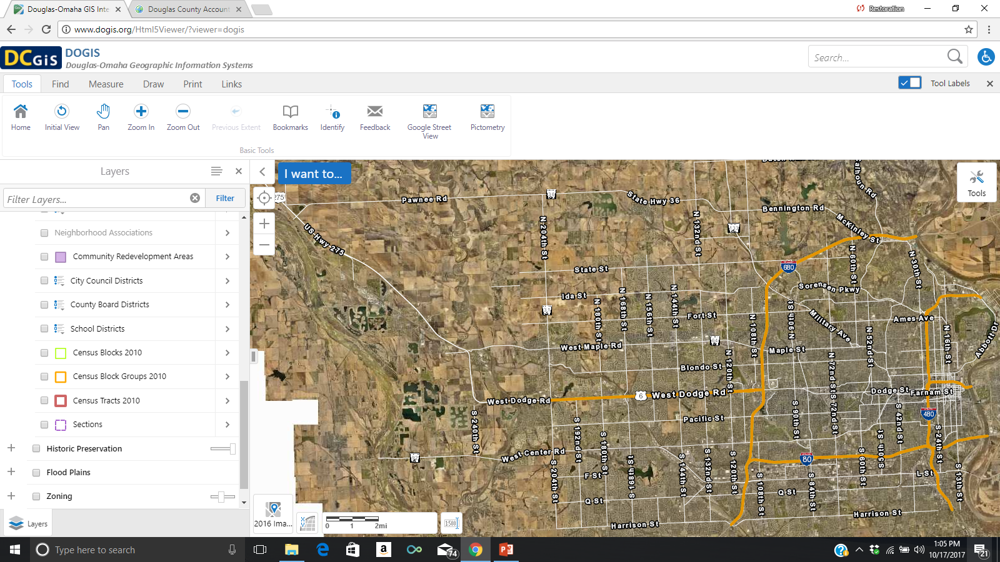 Douglas-Omaha GIS Inte
Douglas County Account
Restoration
www.dogis.org/Html5Viewer/?viewer=dogis
DCGIS
DOGIS
Douglas-Omaha Geographic Information Systems
Search...
Tools
Find
Measure
Draw
Print
Links
Tool Labels
Home
Initial View
Pan
Zoom In
Zoom Out
Previous Extent
Bookmarks
Identify
Feedback
Google Street
View
Pictometry
Basic Tools
Layers
Filter Layers...
Filter
Neighborhood Associations
Community Redevelopment Areas
City Council Districts
County Board Districts
School Districts
Census Blocks 2010
Census Block Groups 2010
Census Tracts 2010
Sections
Historic Preservation
Flood Plains
Zoning
Layers
I want to...
Tools
275
Pawnee Rd
State Hwy 36
Bennington Rd
McKinley St
US Hwy 275
N 204th St
N 132nd St
N 60th St
N 30th St
680
State St
Sorensen Pkwy
Ida St
N 180th St
N 168th St
N 156th St
N 144th St
Fort St
N 108th St
N 90th St
Military Ave
Ames Ave
N 52nd St
N 16th St
Abbott Dr
West Maple Rd
Maple St
Blondo St
N 120th St
N 72nd St
West Dodge Rd
6
West Dodge Rd
Dodge St
Farnam St
S 72nd St
480
Pacific St
S 240th St
S 192nd St
S 180th St
S 90th St
S 42nd St
S 24th St
West Center Rd
92
S 204th St
S 168th St
S 144th St
S 132nd St
S 120th St
S 108th St
80
S 84th St
S 60th St
S 50th St
S 13th St
F St
L St
Q St
Q St
Harrison St
Harrison St
2016 Ima...
X,Y
0 1 2mi
1:500
Type here to search
74
1:05 PM
10/17/2017
21